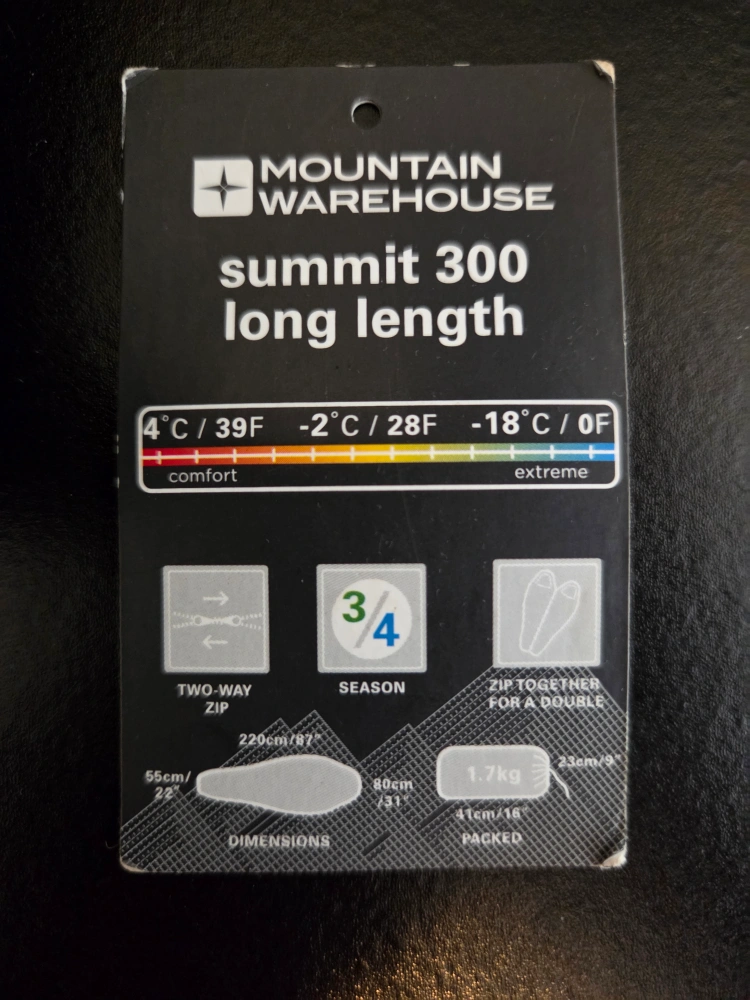 MOUNTAIN
WAREHOUSE
summit 300
long length
4°C / 39F -2°C / 28F -18°C / 0F
comfort extreme
3/4
TWO-WAY
ZIP
SEASON
ZIP TOGETHER
FOR A DOUBLE
220cm/87"
55cm/
22"
80cm
/31"
DIMENSIONS
1.7kg
23cm/9"
41cm/16"
PACKED